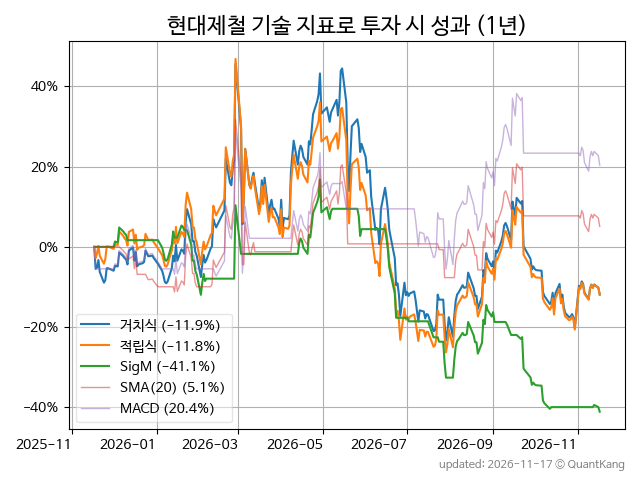 현대제철 기술 지표로 투자 시 성과 (1년)
40%
20%
0%
−20%
−40%
거치식 (−11.9%)
적립식 (−11.8%)
SigM (−41.1%)
SMA(20) (5.1%)
MACD (20.4%)
2025-11 2026-01 2026-03 2026-05 2026-07 2026-09 2026-11
updated: 2026-11-17 © QuantKang